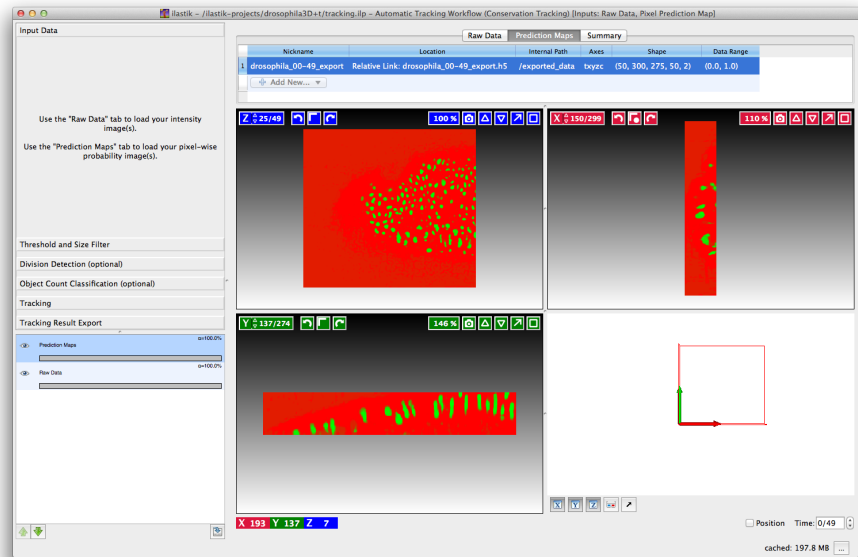 ilastik - /ilastik-projects/drosophila3D+t/tracking.ilp - Automatic Tracking Workflow (Conservation Tracking) [Inputs: Raw Data, Pixel Prediction Map]
Input Data
Use the "Raw Data" tab to load your intensity
image(s).
Use the "Prediction Maps" tab to load your pixel-wise
probability image(s).
Threshold and Size Filter
Division Detection (optional)
Object Count Classification (optional)
Tracking
Tracking Result Export
α=100.0%
Prediction Maps
α=100.0%
Raw Data
Raw Data Prediction Maps Summary
Nickname Location Internal Path Axes Shape Data Range
1 drosophila_00-49_export Relative Link: drosophila_00-49_export.h5 /exported_data txyzc (50, 300, 275, 50, 2) (0.0, 1.0)
Add New...
Z 25/49 100 %
X 150/299 110 %
Y 137/274 146 %
X Y Z
X 193 Y 137 Z 7
Position Time: 0/49
cached: 197.8 MB ...